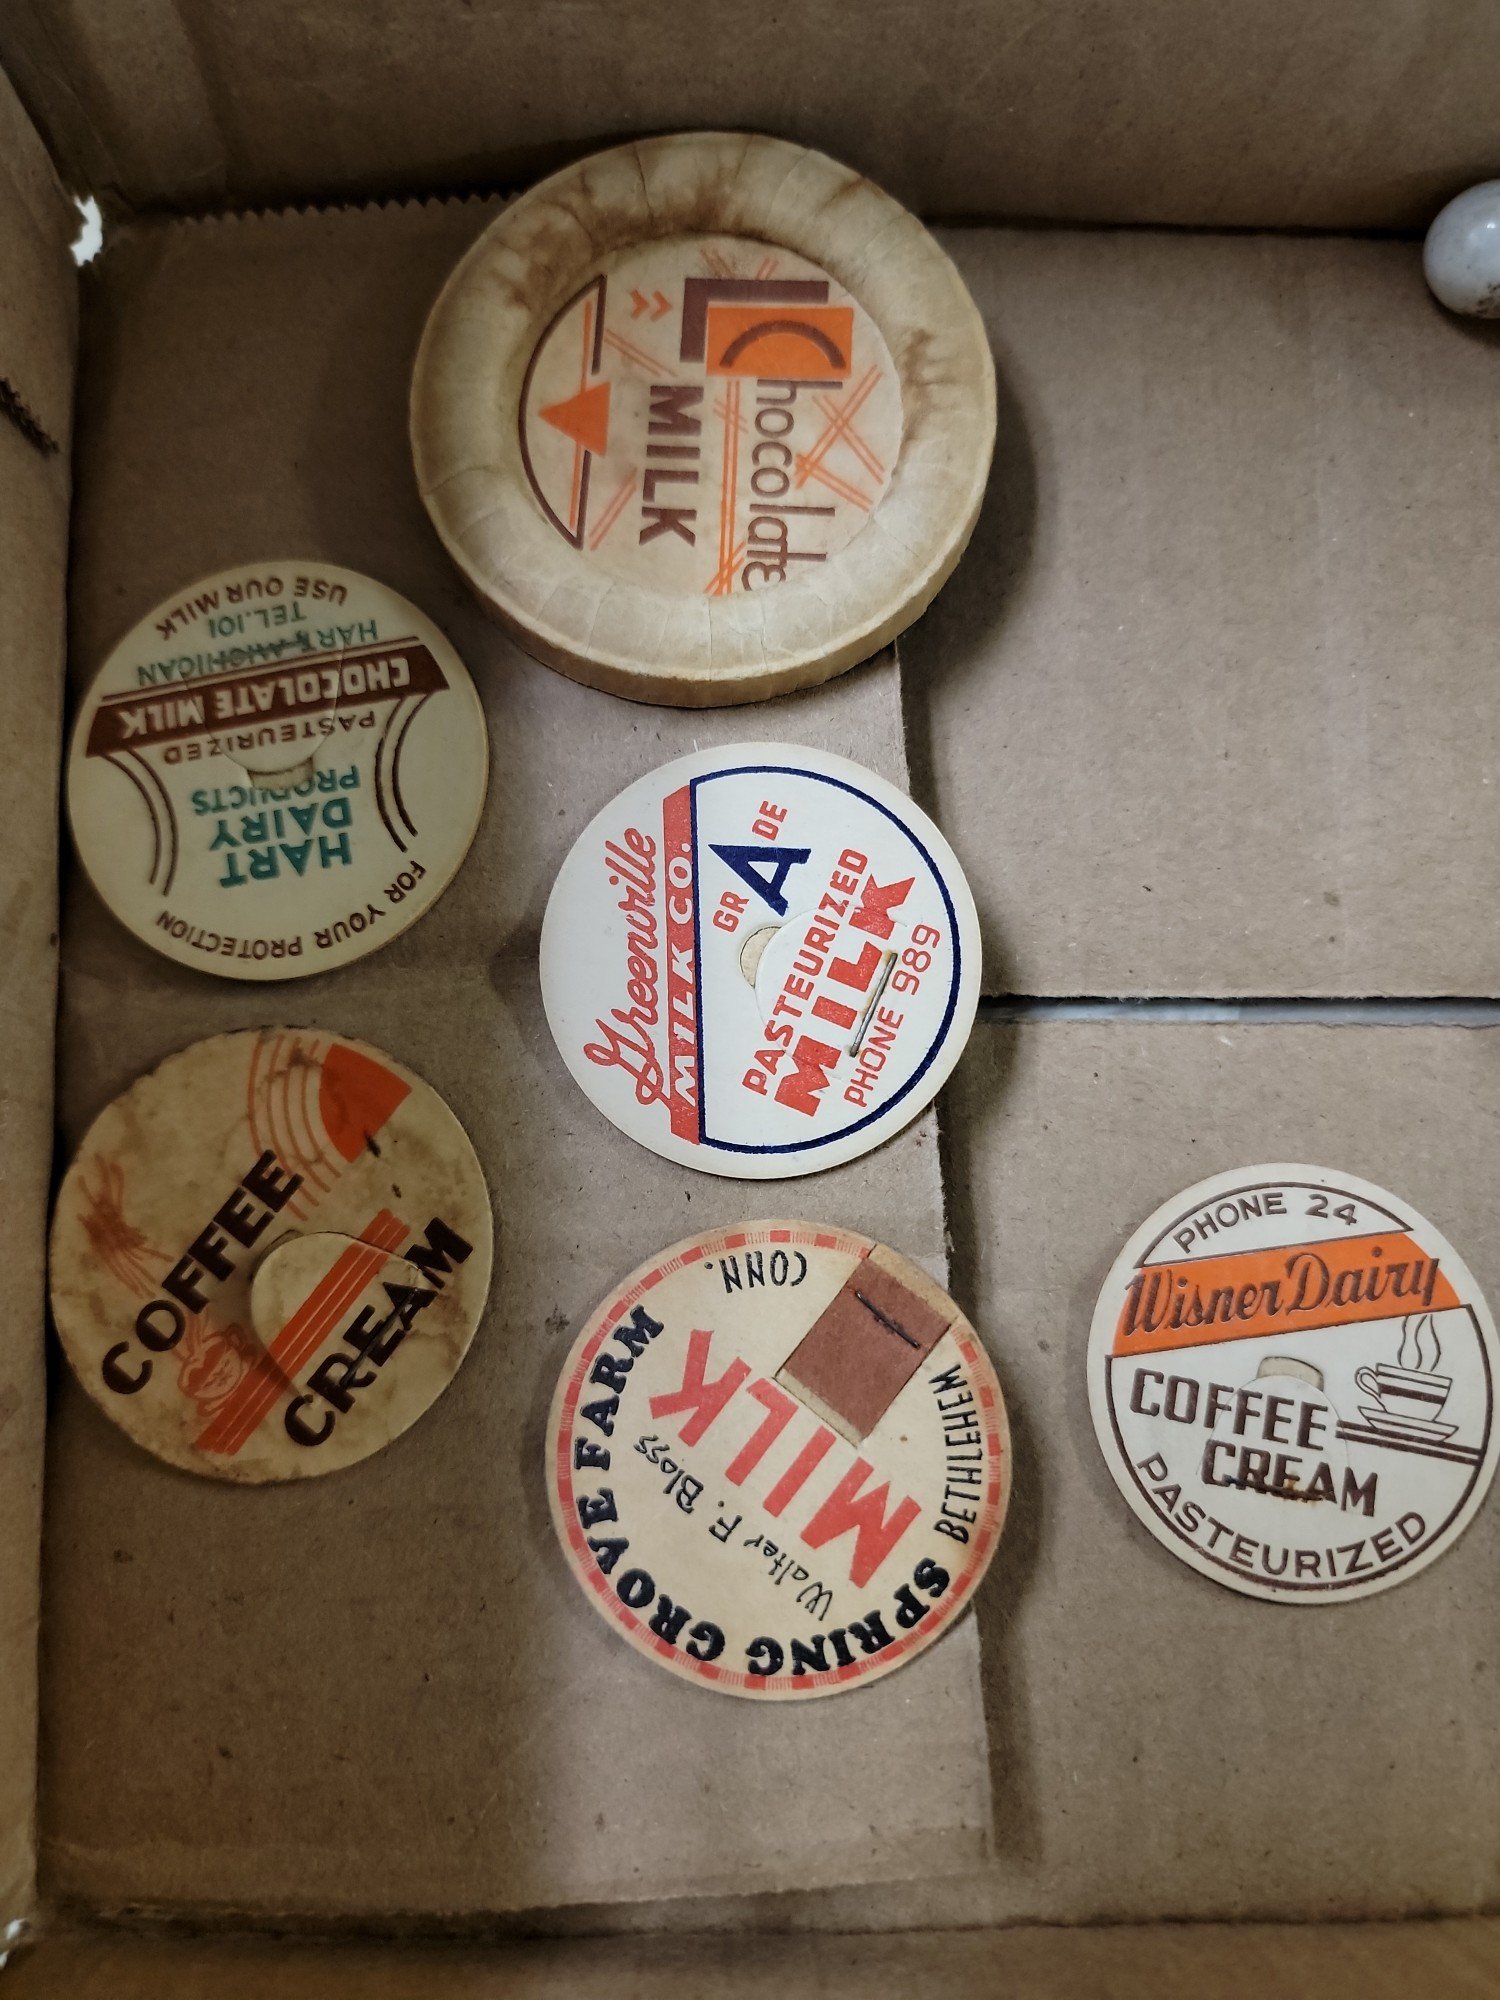 Chocolate
MILK
FOR YOUR PROTECTION
HART
DAIRY
PRODUCTS
PASTEURIZED
CHOCOLATE MILK
HART, MICHIGAN
TEL.101
USE OUR MILK
Greenville
MILK CO.
GRADE
PASTEURIZED
MILK
PHONE 989
COFFEE
CREAM
SPRING GROVE FARM
Walter F. Bloss
MILK
BETHLEHEM
CONN.
PHONE 24
Wisner Dairy
COFFEE
CREAM
PASTEURIZED